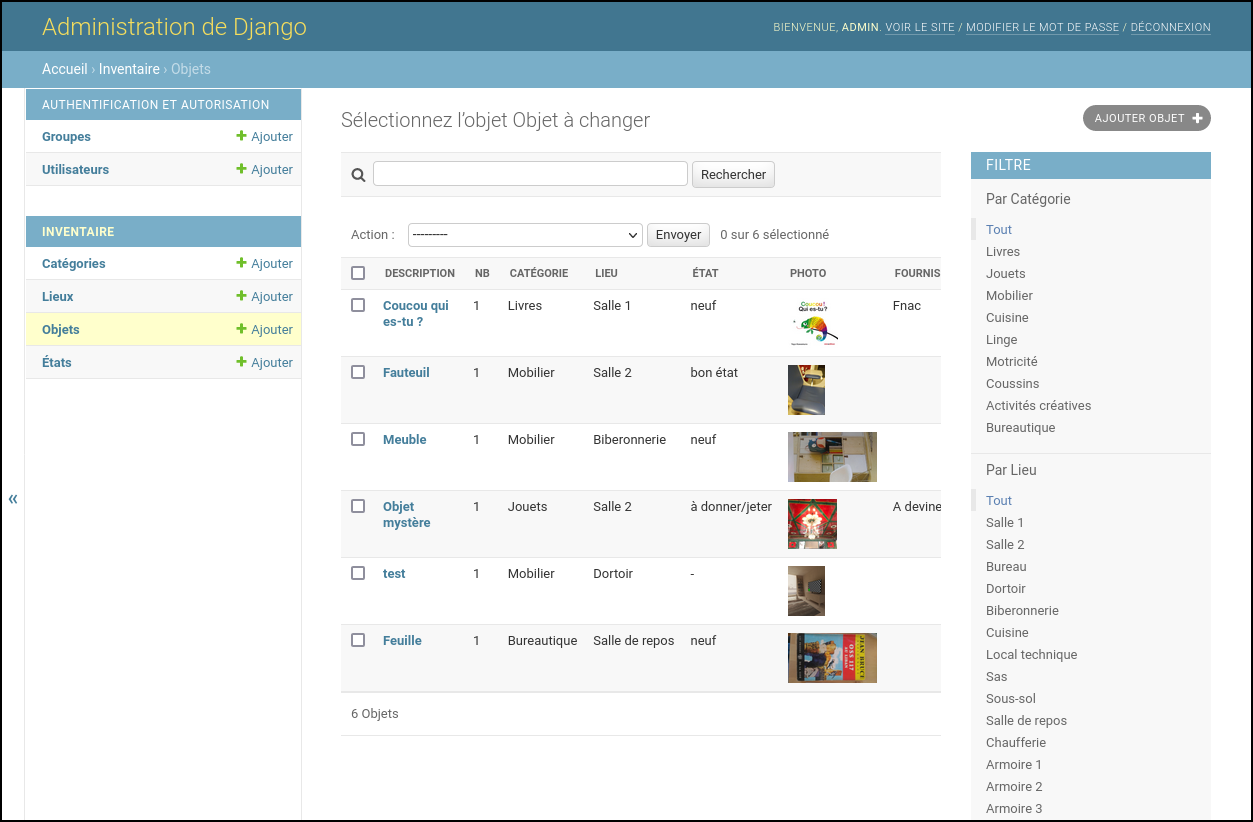 Administration de Django
BIENVENUE, ADMIN. VOIR LE SITE / MODIFIER LE MOT DE PASSE / DÉCONNEXION
Accueil › Inventaire › Objets
AUTHENTIFICATION ET AUTORISATION
Groupes Ajouter
Utilisateurs Ajouter
INVENTAIRE
Catégories Ajouter
Lieux Ajouter
Objets Ajouter
États Ajouter
«
Sélectionnez l’objet Objet à changer
AJOUTER OBJET
Rechercher
Action : --------- Envoyer 0 sur 6 sélectionné
DESCRIPTION NB CATÉGORIE LIEU ÉTAT PHOTO FOURNIS
Coucou qui es-tu ? 1 Livres Salle 1 neuf Fnac
Coucou !
Qui es-tu ?
Fauteuil 1 Mobilier Salle 2 bon état
Meuble 1 Mobilier Biberonnerie neuf
Objet mystère 1 Jouets Salle 2 à donner/jeter A devine
test 1 Mobilier Dortoir -
Feuille 1 Bureautique Salle de repos neuf
JEAN BRUCE
OSS 117
6 Objets
FILTRE
Par Catégorie
Tout
Livres
Jouets
Mobilier
Cuisine
Linge
Motricité
Coussins
Activités créatives
Bureautique
Par Lieu
Tout
Salle 1
Salle 2
Bureau
Dortoir
Biberonnerie
Cuisine
Local technique
Sas
Sous-sol
Salle de repos
Chaufferie
Armoire 1
Armoire 2
Armoire 3